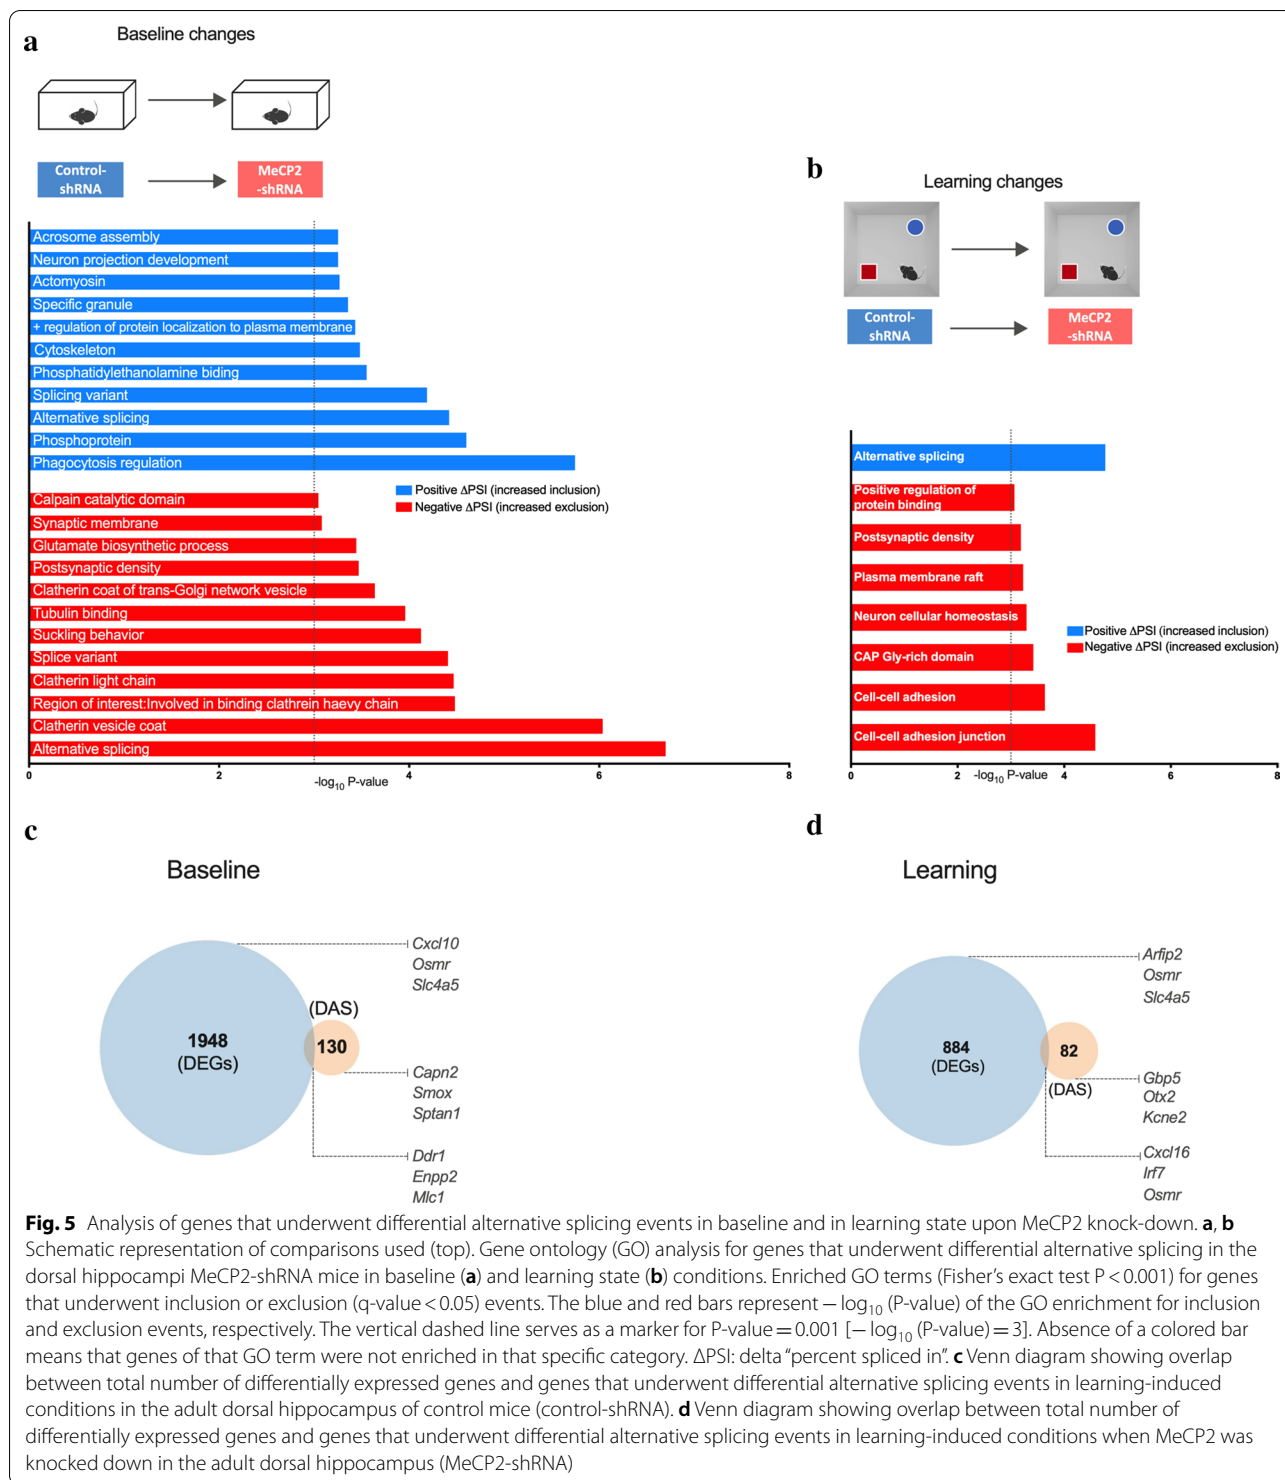 a
Baseline changes
Control-
shRNA
MeCP2
-shRNA
Acrosome assembly
Neuron projection development
Actomyosin
Specific granule
+ regulation of protein localization to plasma membrane
Cytoskeleton
Phosphatidylethanolamine biding
Splicing variant
Alternative splicing
Phosphoprotein
Phagocytosis regulation
Positive ΔPSI (increased inclusion)
Negative ΔPSI (increased exclusion)
Calpain catalytic domain
Synaptic membrane
Glutamate biosynthetic process
Postsynaptic density
Clatherin coat of trans-Golgi network vesicle
Tubulin binding
Suckling behavior
Splice variant
Clatherin light chain
Region of interest:Involved in binding clathrein haevy chain
Clatherin vesicle coat
Alternative splicing
0 2 4 6 8
-log10 P-value
b
Learning changes
Control-
shRNA
MeCP2
-shRNA
Alternative splicing
Positive regulation of
protein binding
Postsynaptic density
Plasma membrane raft
Neuron cellular homeostasis
CAP Gly-rich domain
Cell-cell adhesion
Cell-cell adhesion junction
Positive ΔPSI (increased inclusion)
Negative ΔPSI (increased exclusion)
0 2 4 6 8
-log10 P-value
c
Baseline
1948
(DEGs)
(DAS)
130
Cxcl10
Osmr
Slc4a5
Capn2
Smox
Sptan1
Ddr1
Enpp2
Mlc1
d
Learning
884
(DEGs)
82
(DAS)
Arfip2
Osmr
Slc4a5
Gbp5
Otx2
Kcne2
Cxcl16
Irf7
Osmr
Fig. 5 Analysis of genes that underwent differential alternative splicing events in baseline and in learning state upon MeCP2 knock-down. a, b
Schematic representation of comparisons used (top). Gene ontology (GO) analysis for genes that underwent differential alternative splicing in the
dorsal hippocampi MeCP2-shRNA mice in baseline (a) and learning state (b) conditions. Enriched GO terms (Fisher's exact test P < 0.001) for genes
that underwent inclusion or exclusion (q-value < 0.05) events. The blue and red bars represent − log10 (P-value) of the GO enrichment for inclusion
and exclusion events, respectively. The vertical dashed line serves as a marker for P-value = 0.001 [− log10 (P-value) = 3]. Absence of a colored bar
means that genes of that GO term were not enriched in that specific category. ΔPSI: delta "percent spliced in". c Venn diagram showing overlap
between total number of differentially expressed genes and genes that underwent differential alternative splicing events in learning-induced
conditions in the adult dorsal hippocampus of control mice (control-shRNA). d Venn diagram showing overlap between total number of
differentially expressed genes and genes that underwent differential alternative splicing events in learning-induced conditions when MeCP2 was
knocked down in the adult dorsal hippocampus (MeCP2-shRNA)